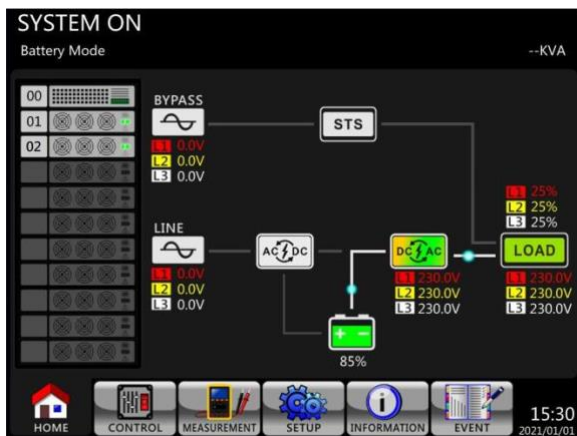 SYSTEM ON
Battery Mode
--KVA
00
01
02
BYPASS
L1 0.0V
L2 0.0V
L3 0.0V
STS
L1 25%
L2 25%
L3 25%
LINE
L1 0.0V
L2 0.0V
L3 0.0V
AC DC
DC AC
L1 230.0V
L2 230.0V
L3 230.0V
LOAD
L1 230.0V
L2 230.0V
L3 230.0V
+ -
85%
HOME
CONTROL
MEASUREMENT
SETUP
INFORMATION
EVENT
15:30
2021/01/01